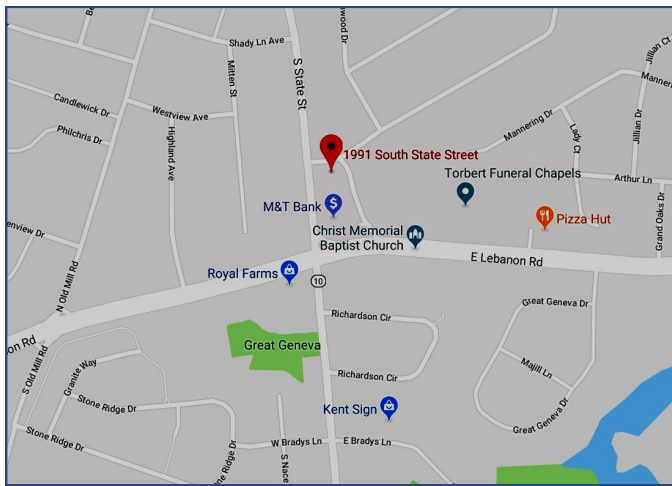 Shady Ln Ave
S State St
Mitten St
Jillian Ct
Candlewick Dr
Westview Ave
Mannering Dr
Philchris Dr
Highland Ave
Lady Ct
Jillian Dr
1991 South State Street
Torbert Funeral Chapels
Arthur Ln
M&T Bank
$
Pizza Hut
Grand Oaks Dr
Christ Memorial
Baptist Church
E Lebanon Rd
Royal Farms
10
N Old Mill Rd
Great Geneva Dr
Richardson Cir
Great Geneva
S Old Mill Rd
Granite Way
Majill Ln
Richardson Cir
Stone Ridge Dr
Kent Sign
Great Geneva Dr
Stone Ridge Dr
W Bradys Ln
E Bradys Ln
S Nace